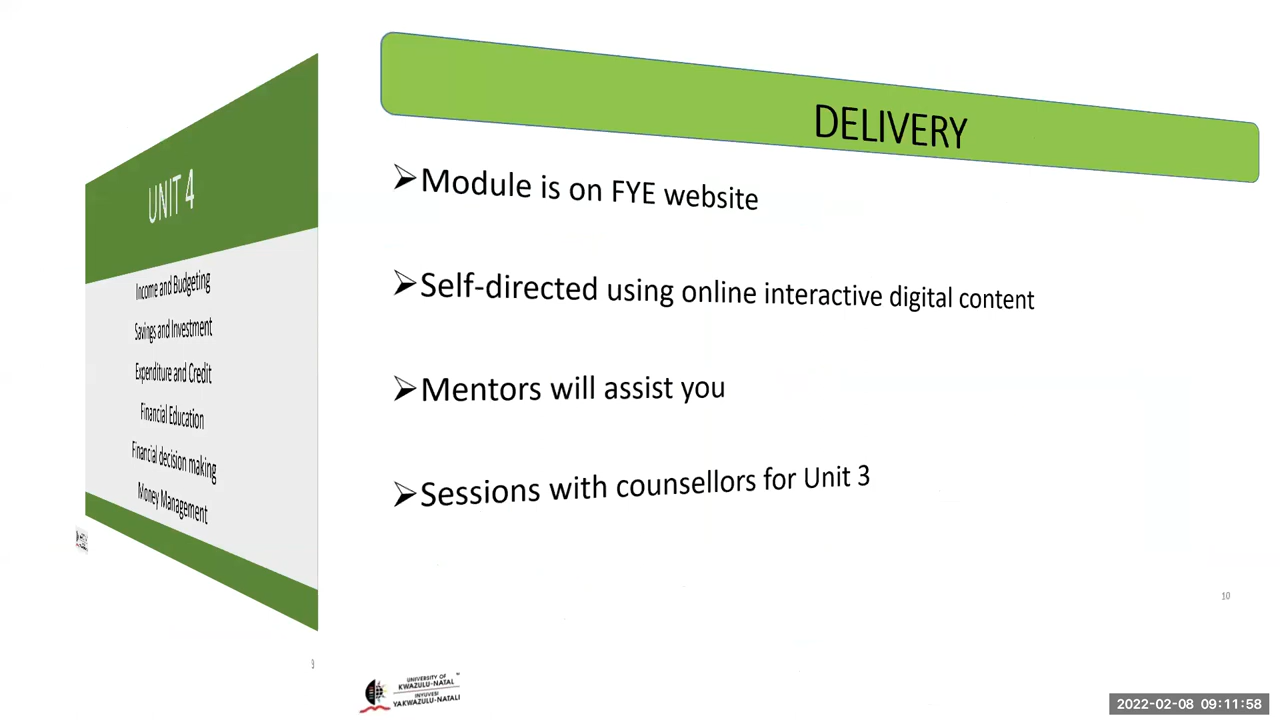 UNIT 4
Income and Budgeting
Savings and Investment
Expenditure and Credit
Financial Education
Financial decision making
Money Management
9
DELIVERY
➢Module is on FYE website
➢Self-directed using online interactive digital content
➢Mentors will assist you
➢Sessions with counsellors for Unit 3
10
UNIVERSITY OF
KWAZULU-NATAL
INYUVESI
YAKWAZULU-NATALI
2022-02-08 09:11:58